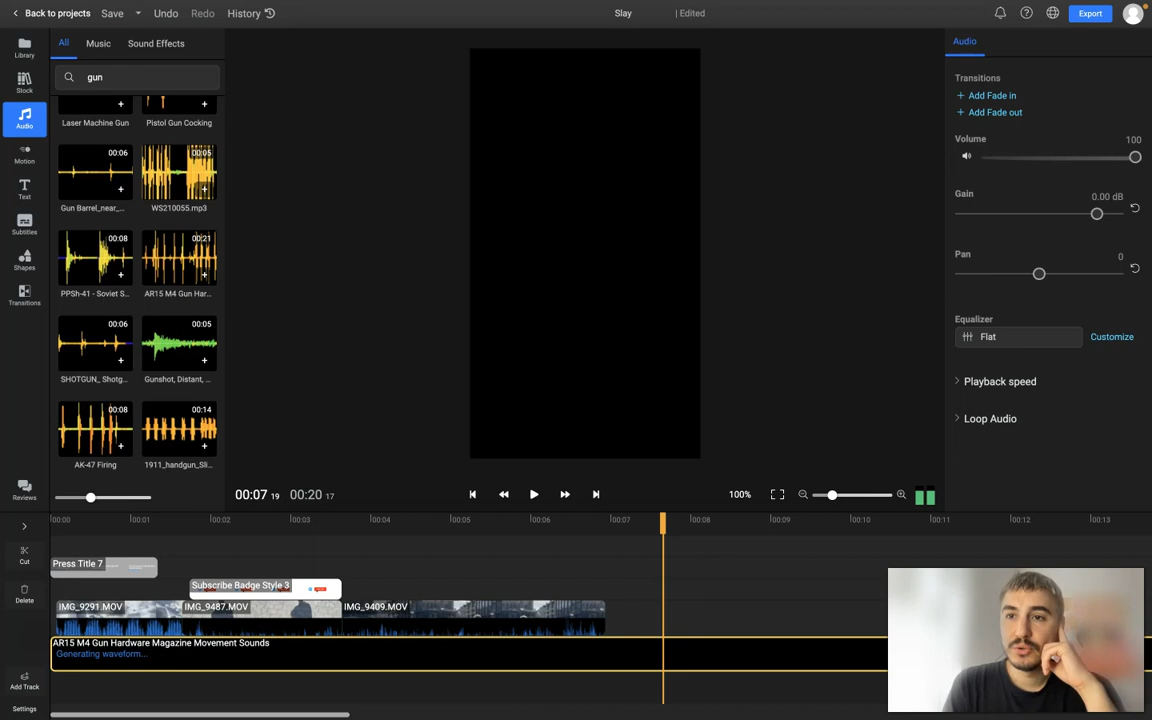 Back to projects Save Undo Redo History Slay | Edited Export
Library
Stock
Audio
Motion
Text
Subtitles
Shapes
Transitions
Reviews
All Music Sound Effects
gun
Laser Machine Gun Pistol Gun Cocking
00:06 00:05
Gun Barrel_near_... WS210055.mp3
00:08 00:21
PPSh-41 - Soviet S... AR15 M4 Gun Har...
00:06 00:05
SHOTGUN_ Shotg... Gunshot, Distant, ...
00:08 00:14
AK-47 Firing 1911_handgun_Sli...
Audio
Transitions
+ Add Fade in
+ Add Fade out
Volume 100
Gain 0.00 dB
Pan 0
Equalizer
Flat Customize
Playback speed
Loop Audio
00:07 19 00:20 17 100%
00:00 00:01 00:02 00:03 00:04 00:05 00:06 00:07 00:08 00:09 00:10 00:11 00:12 00:13
Cut
Delete
Add Track
Settings
Press Title 7
Subscribe Badge Style 3
IMG_9291.MOV IMG_9487.MOV IMG_9409.MOV
AR15 M4 Gun Hardware Magazine Movement Sounds
Generating waveform...